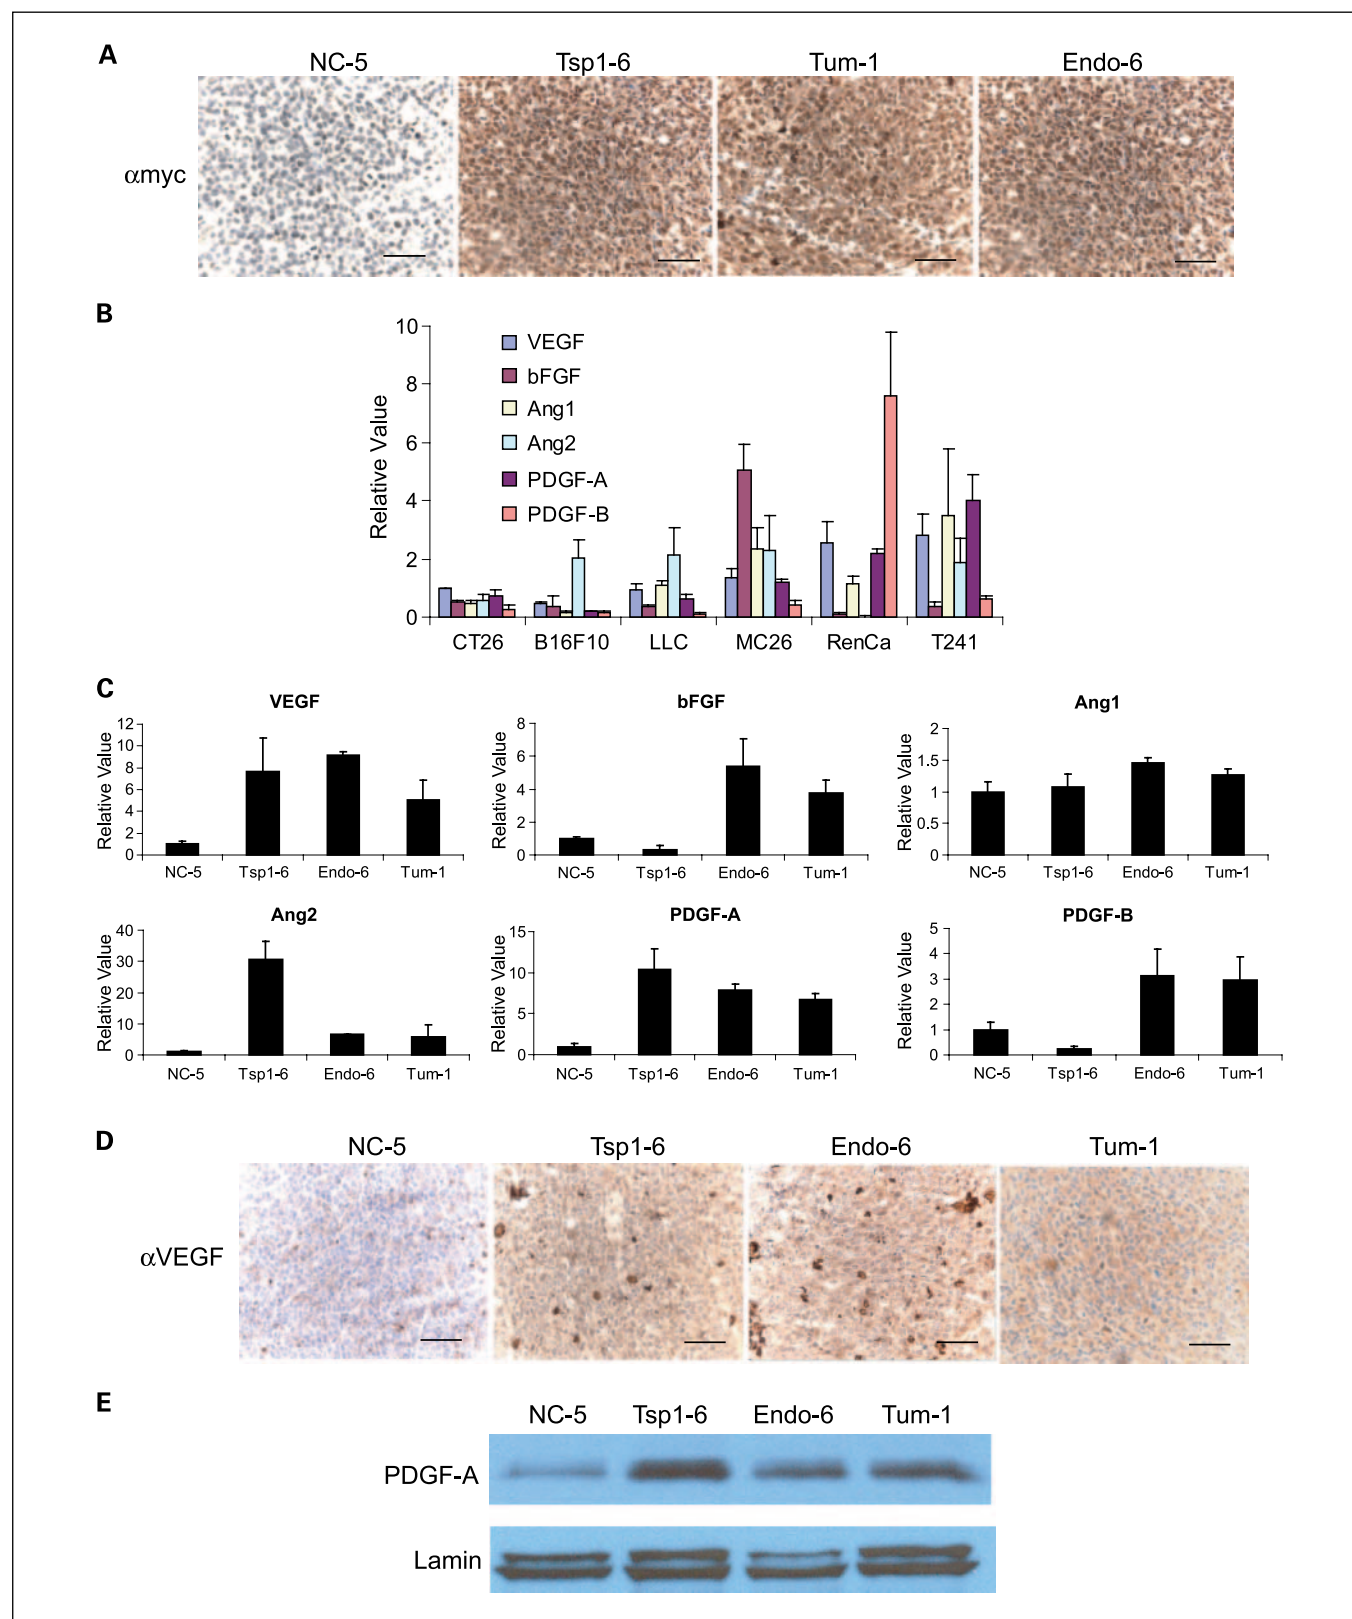 A
NC-5 Tsp1-6 Tum-1 Endo-6
αmyc
B
10
8
6
4
2
0
Relative Value
VEGF
bFGF
Ang1
Ang2
PDGF-A
PDGF-B
CT26 B16F10 LLC MC26 RenCa T241
C
VEGF
Relative Value
12
10
8
6
4
2
0
NC-5 Tsp1-6 Endo-6 Tum-1
bFGF
Relative Value
8
6
4
2
0
NC-5 Tsp1-6 Endo-6 Tum-1
Ang1
Relative Value
2
1.5
1
0.5
0
NC-5 Tsp1-6 Endo-6 Tum-1
Ang2
Relative Value
40
30
20
10
0
NC-5 Tsp1-6 Endo-6 Tum-1
PDGF-A
Relative Value
15
10
5
0
NC-5 Tsp1-6 Endo-6 Tum-1
PDGF-B
Relative Value
5
4
3
2
1
0
NC-5 Tsp1-6 Endo-6 Tum-1
D
NC-5 Tsp1-6 Endo-6 Tum-1
αVEGF
E
NC-5 Tsp1-6 Endo-6 Tum-1
PDGF-A
Lamin